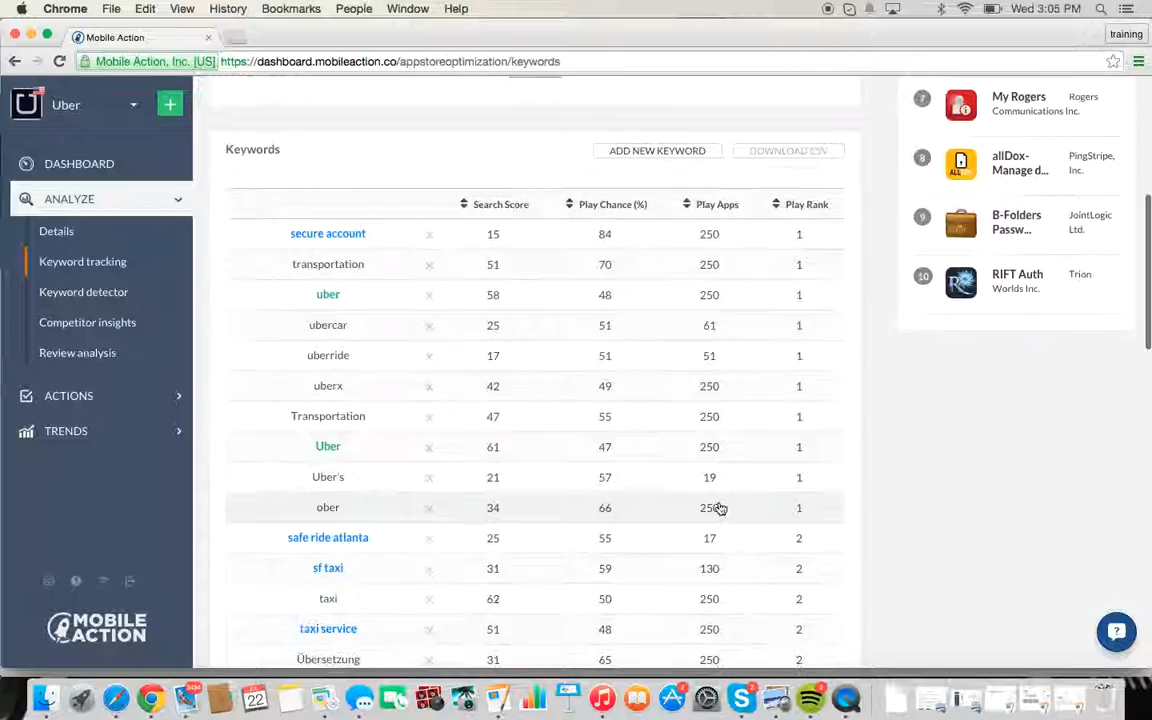 Chrome File Edit View History Bookmarks People Window Help Wed 3:05 PM
Mobile Action
training
Mobile Action, Inc. [US] https://dashboard.mobileaction.co/appstoreoptimization/keywords
Uber
DASHBOARD
ANALYZE
Details
Keyword tracking
Keyword detector
Competitor insights
Review analysis
ACTIONS
TRENDS
MOBILE
ACTION
Keywords ADD NEW KEYWORD DOWNLOAD CSV
Search Score Play Chance (%) Play Apps Play Rank
secure account 15 84 250 1
transportation 51 70 250 1
uber 58 48 250 1
ubercar 25 51 61 1
uberride 17 51 51 1
uberx 42 49 250 1
Transportation 47 55 250 1
Uber 61 47 250 1
Uber's 21 57 19 1
ober 34 66 250 1
safe ride atlanta 25 55 17 2
sf taxi 31 59 130 2
taxi 62 50 250 2
taxi service 51 48 250 2
Übersetzung 31 65 250 2
7 My Rogers Rogers
Communications Inc.
8 allDox- PingStripe,
Manage d... Inc.
9 B-Folders JointLogic
Passw... Ltd.
10 RIFT Auth Trion
Worlds Inc.